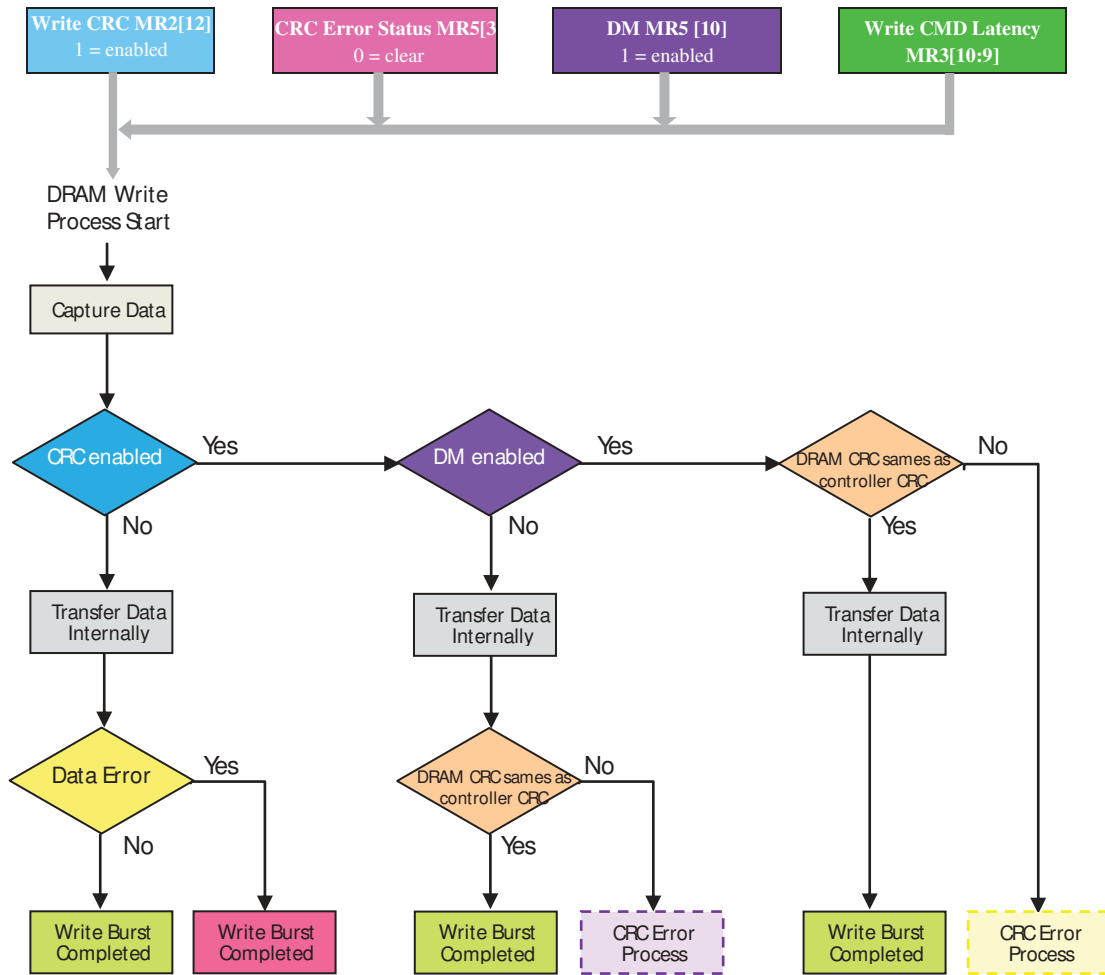 Write CRC MR2[12]
1 = enabled
CRC Error Status MR5[3
0 = clear
DM MR5 [10]
1 = enabled
Write CMD Latency
MR3[10:9]
DRAM Write
Process Start
Capture Data
CRC enabled
Yes
DM enabled
Yes
DRAM CRC sames as
controller CRC
No
No
No
Yes
Transfer Data
Internally
Transfer Data
Internally
Transfer Data
Internally
Data Error
Yes
DRAM CRC sames as
controller CRC
No
No
Yes
Write Burst
Completed
Write Burst
Completed
Write Burst
Completed
CRC Error
Process
Write Burst
Completed
CRC Error
Process